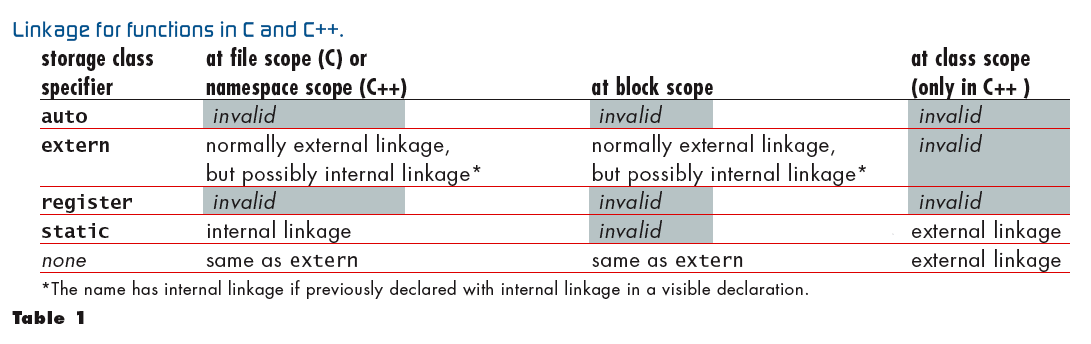 Linkage for functions in C and C++.
storage class at file scope (C) or at class scope
specifier namespace scope (C++) at block scope (only in C++ )
auto invalid invalid invalid
extern normally external linkage, normally external linkage, invalid
but possibly internal linkage* but possibly internal linkage*
register invalid invalid invalid
static internal linkage invalid external linkage
none same as extern same as extern external linkage
*The name has internal linkage if previously declared with internal linkage in a visible declaration.
Table 1